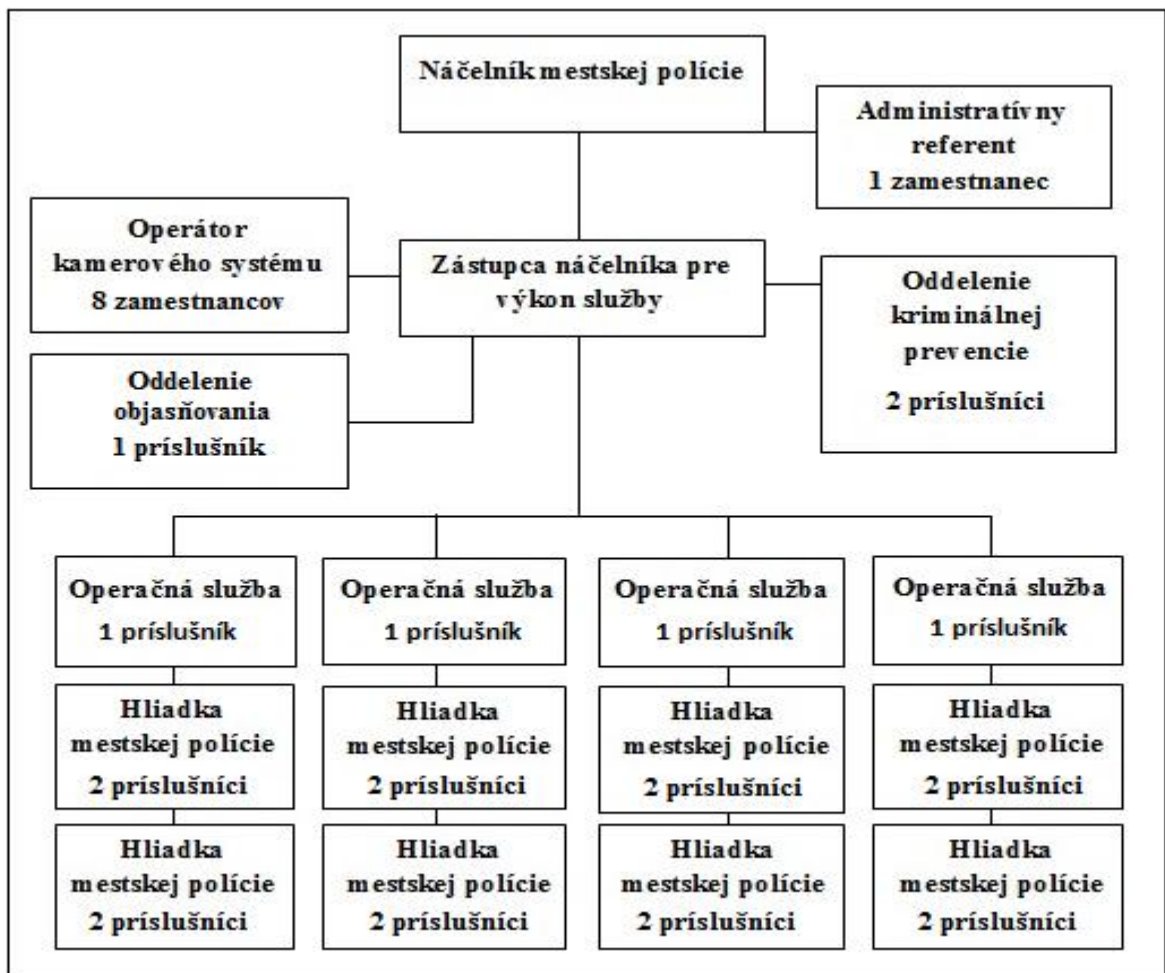 Náčelník mestskej polície
Administratívny
referent
1 zamestnanec
Operátor
kamerového systému
8 zamestnancov
Zástupca náčelníka pre
výkon služby
Oddelenie
kriminálnej
prevencie
2 príslušníci
Oddelenie
objasňovania
1 príslušník
Operačná služba
1 príslušník
Operačná služba
1 príslušník
Operačná služba
1 príslušník
Operačná služba
1 príslušník
Hliadka
mestskej polície
2 príslušníci
Hliadka
mestskej polície
2 príslušníci
Hliadka
mestskej polície
2 príslušníci
Hliadka
mestskej polície
2 príslušníci
Hliadka
mestskej polície
2 príslušníci
Hliadka
mestskej polície
2 príslušníci
Hliadka
mestskej polície
2 príslušníci
Hliadka
mestskej polície
2 príslušníci